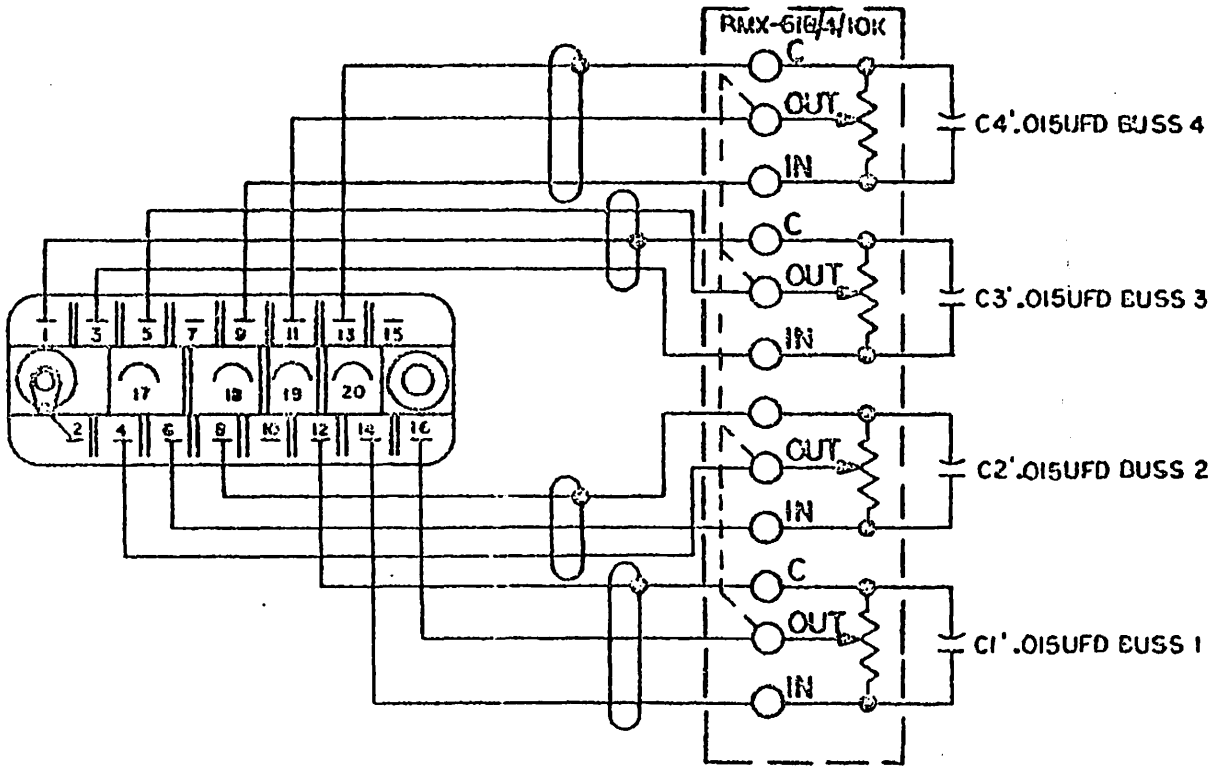 RMX-61E/4/10K
C
OUT
IN
C4'.015UFD BUSS 4
C
OUT
IN
C3'.015UFD BUSS 3
OUT
IN
C2'.015UFD BUSS 2
C
OUT
IN
C1'.015UFD BUSS 1
1 3 5 7 9 11 13 15
17 18 19 20
2 4 6 8 10 12 14 16